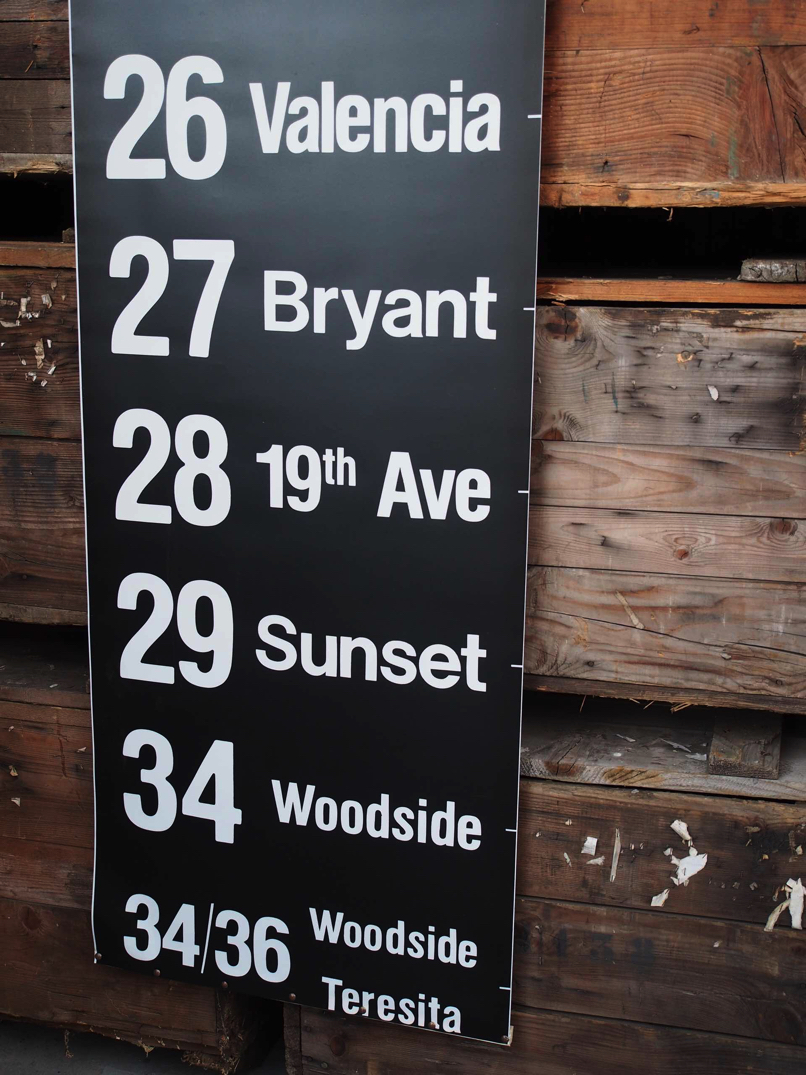 26 Valencia
27 Bryant
28 19th Ave
29 Sunset
34 Woodside
34/36 Woodside
Teresita